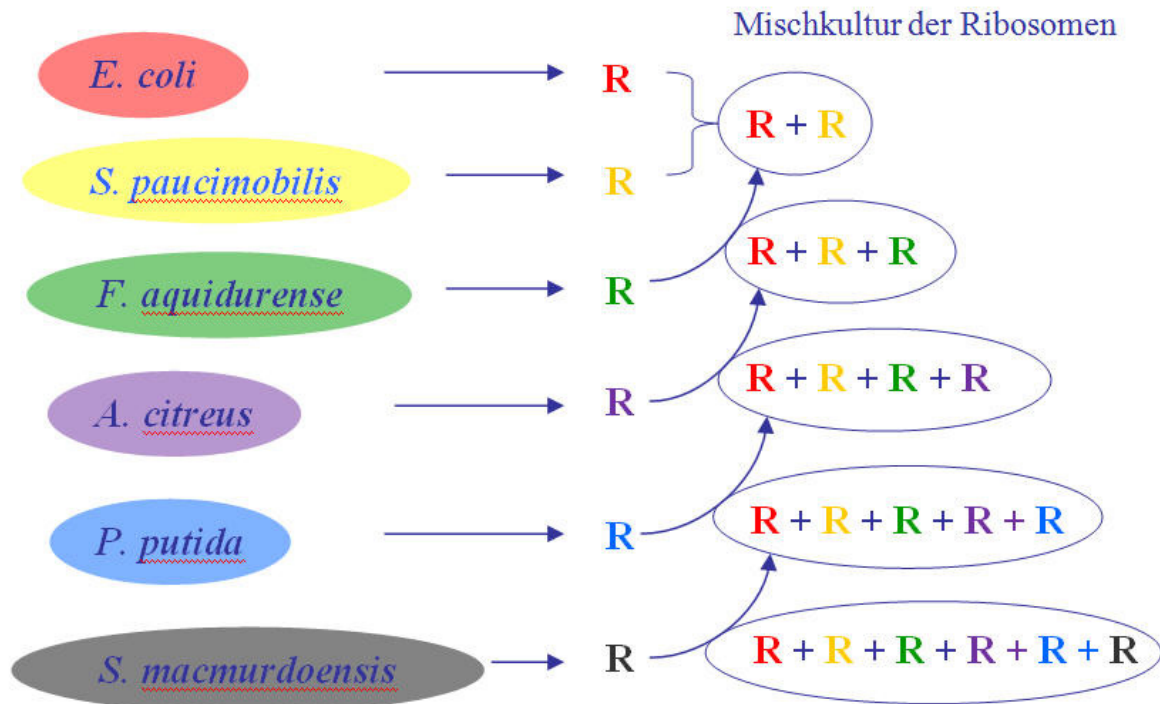 Mischkultur der Ribosomen
E. coli R R + R
S. paucimobilis R
F. aquidurense R R + R + R
A. citreus R R + R + R + R
P. putida R R + R + R + R + R
S. macmurdoensis R R + R + R + R + R + R